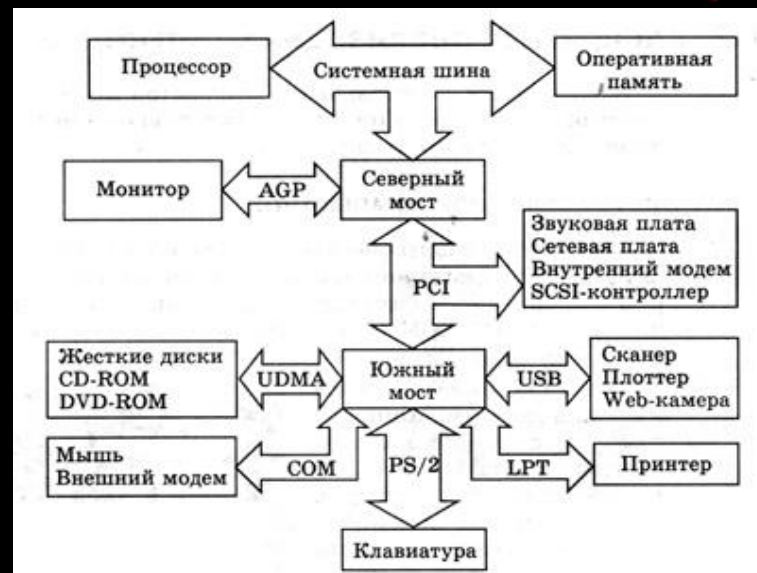 Процессор
Системная шина
Оперативная
память
Монитор
AGP
Северный
мост
Звуковая плата
Сетевая плата
Внутренний модем
SCSI-контроллер
PCI
Жесткие диски
CD-ROM
DVD-ROM
UDMA
Южный
мост
USB
Сканер
Плоттер
Web-камера
Мышь
Внешний модем
COM
PS/2
LPT
Принтер
Клавиатура